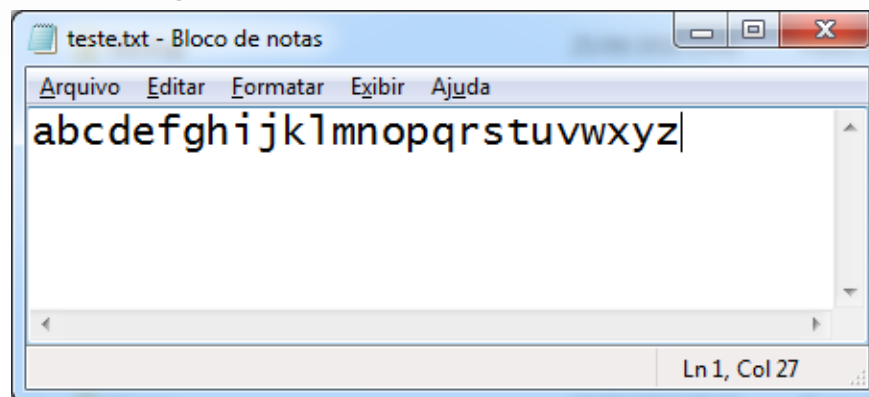 teste.txt - Bloco de notas
Arquivo Editar Formatar Exibir Ajuda
abcdefghijklmnopqrstuvwxyz
Ln 1, Col 27